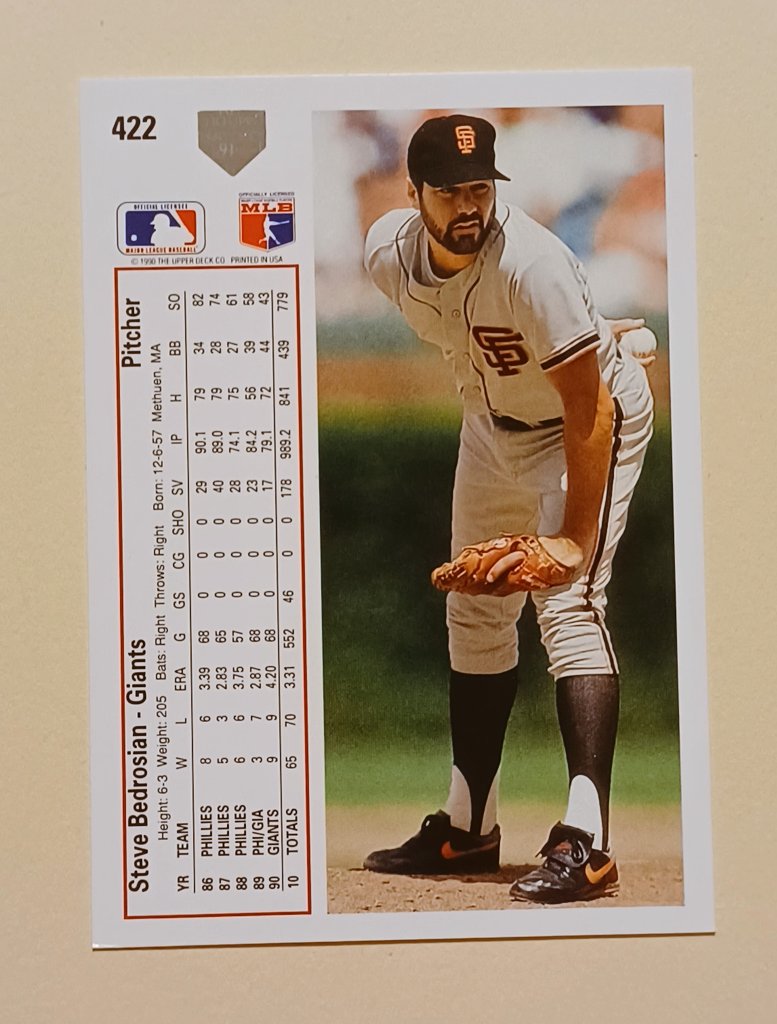 422
OFFICIAL LICENSEE
MAJOR LEAGUE BASEBALL
OFFICIALLY LICENSED
MAJOR LEAGUE BASEBALL PLAYERS
MLB
© 1990 THE UPPER DECK CO. PRINTED IN USA
Steve Bedrosian - Giants Pitcher
Height: 6-3 Weight: 205 Bats: Right Throws: Right Born: 12-6-57 Methuen, MA
YR TEAM W L ERA G GS CG SHO SV IP H BB SO
86 PHILLIES 8 6 3.39 68 0 0 0 29 90.1 79 34 82
87 PHILLIES 5 3 2.83 65 0 0 0 40 89.0 79 28 74
88 PHILLIES 6 6 3.75 57 0 0 0 28 74.1 75 27 61
89 PHI/GIA 3 7 2.87 68 0 0 0 23 84.2 56 39 58
90 GIANTS 9 9 4.20 68 0 0 0 17 79.1 72 44 43
10 TOTALS 65 70 3.31 552 46 0 0 178 989.2 841 439 779
SF
SF